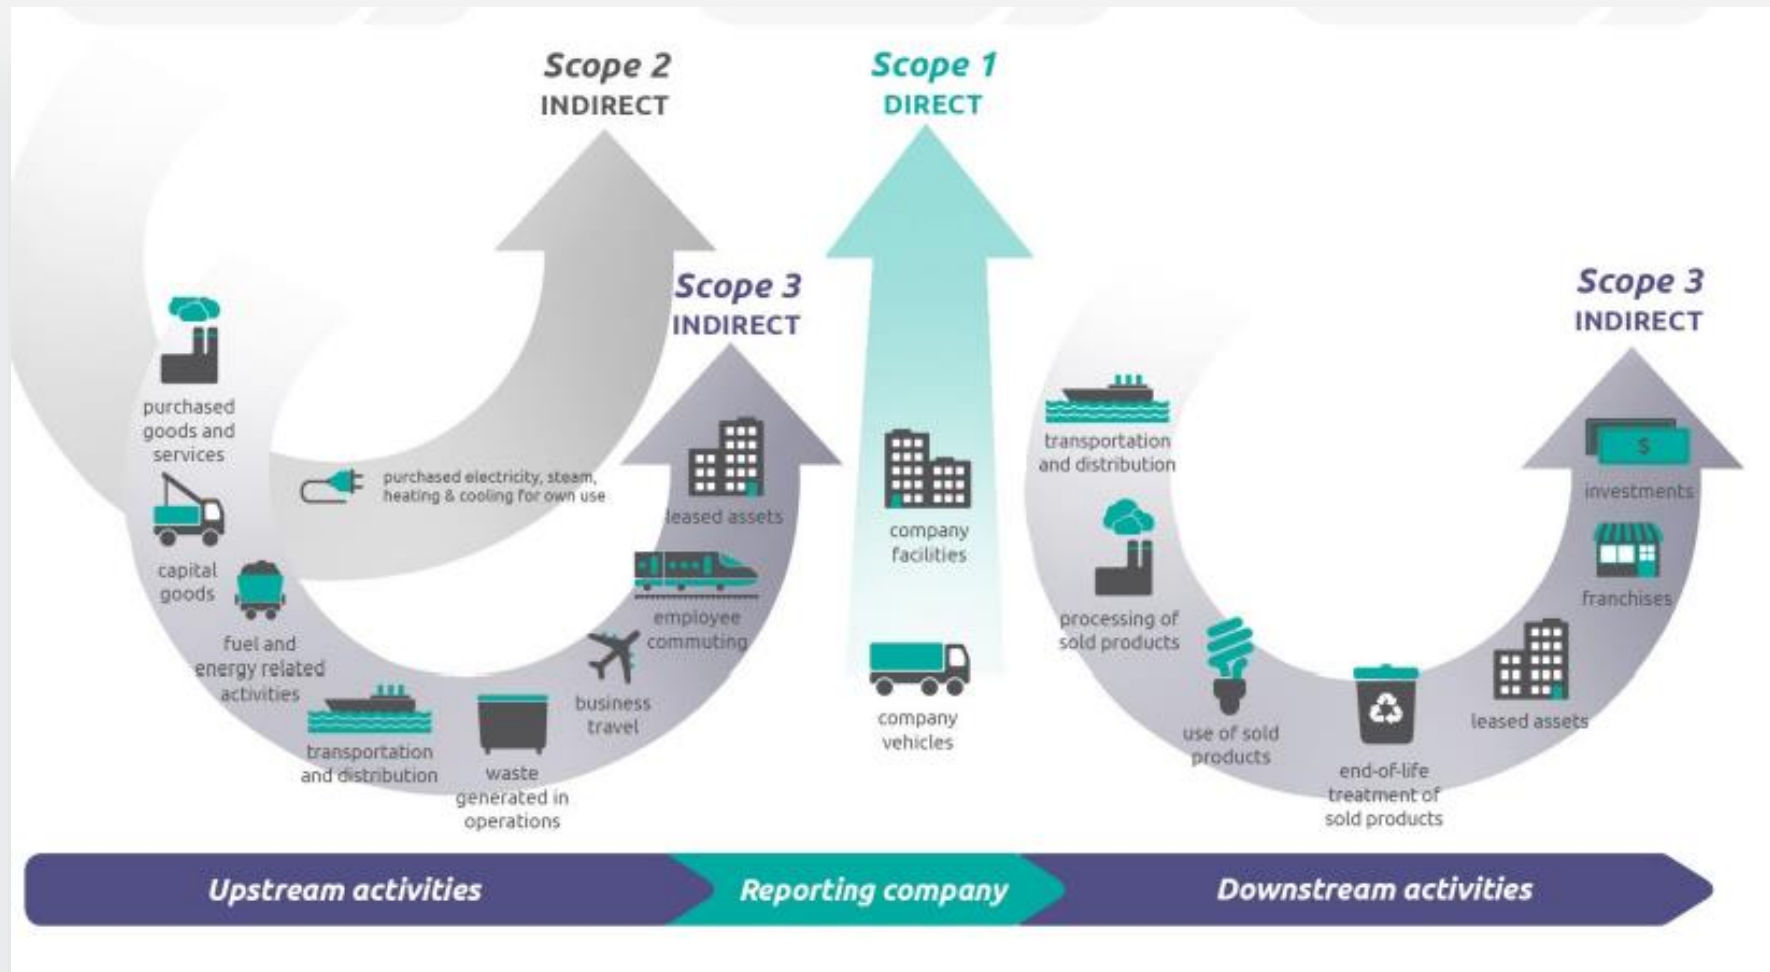 Scope 2
INDIRECT
Scope 1
DIRECT
Scope 3
INDIRECT
Scope 3
INDIRECT
purchased
goods and
services
capital
goods
fuel and
energy related
activities
transportation
and distribution
waste
generated in
operations
business
travel
employee
commuting
leased assets
purchased electricity, steam,
heating & cooling for own use
company
facilities
company
vehicles
transportation
and distribution
processing of
sold products
use of sold
products
end-of-life
treatment of
sold products
leased assets
franchises
investments
$
Upstream activities
Reporting company
Downstream activities